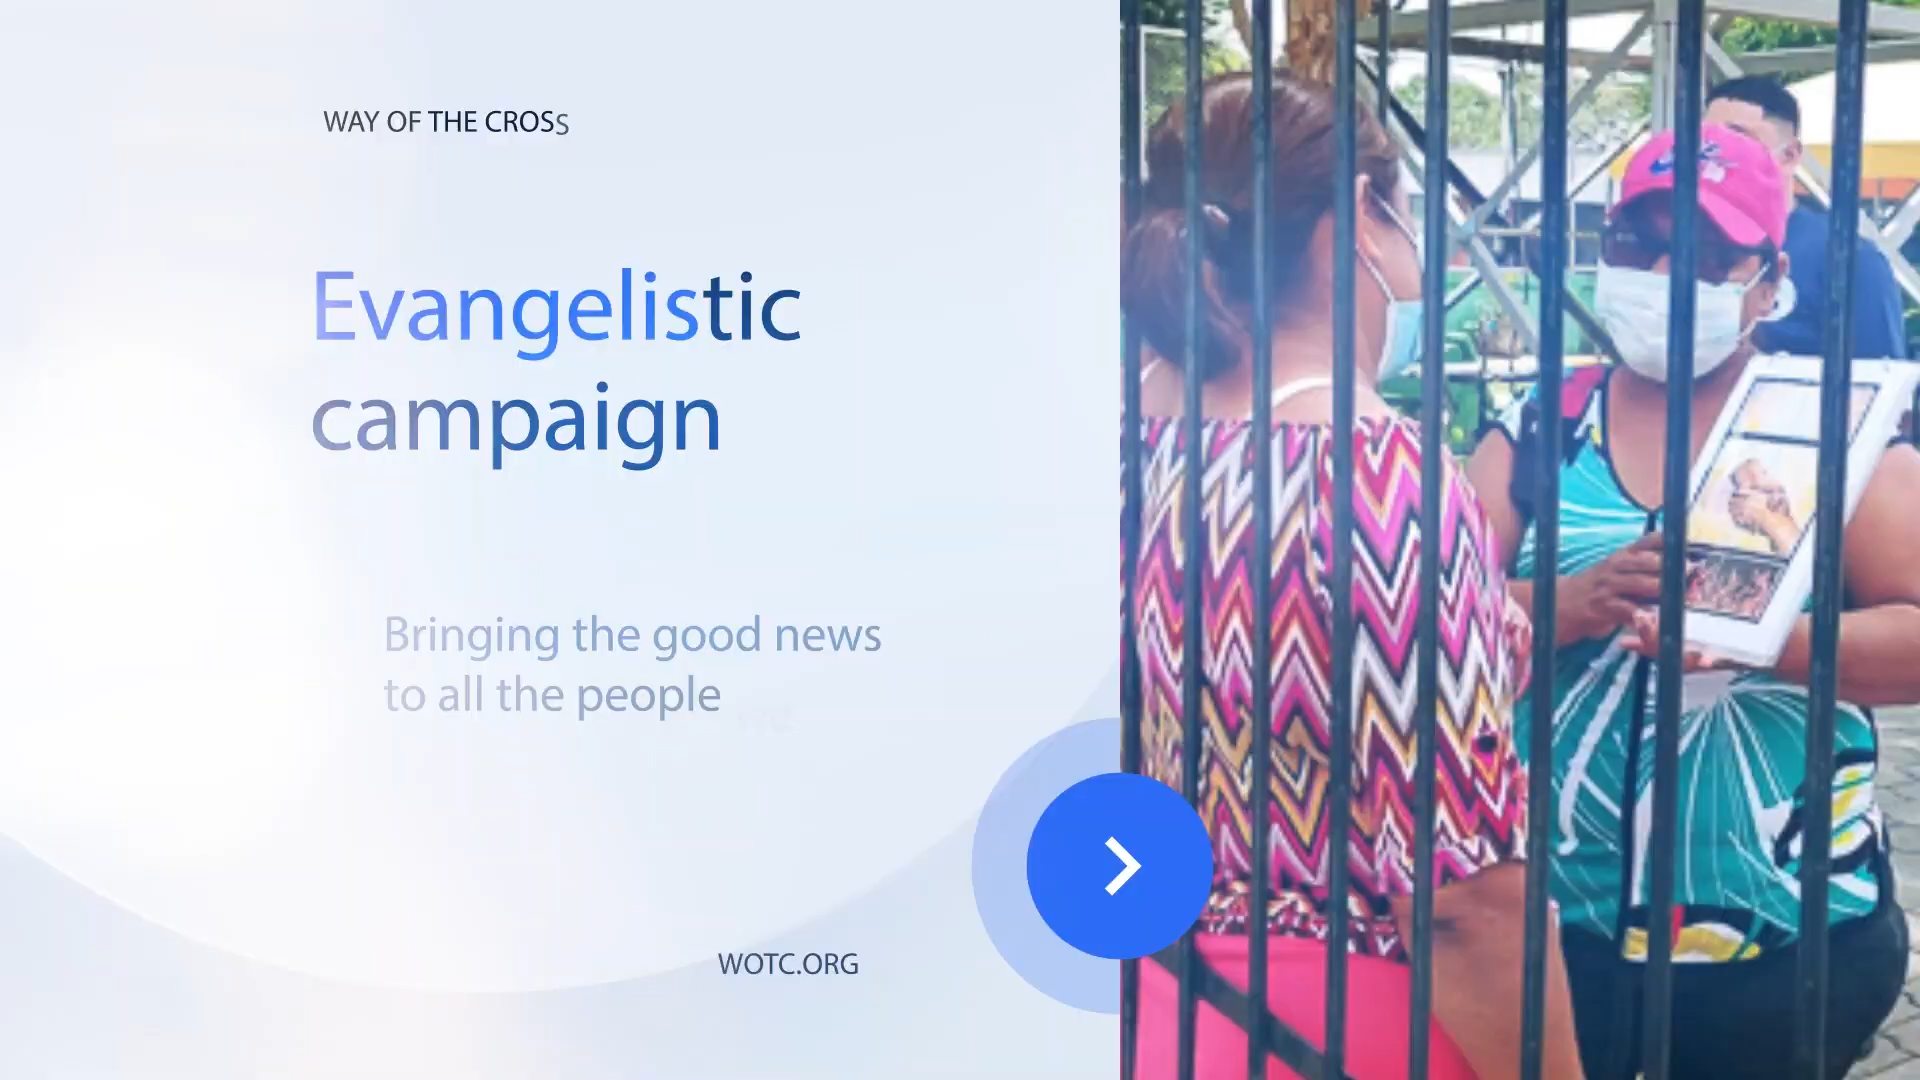 WAY OF THE CROSS
Evangelistic
campaign
Bringing the good news
to all the people
WOTC.ORG